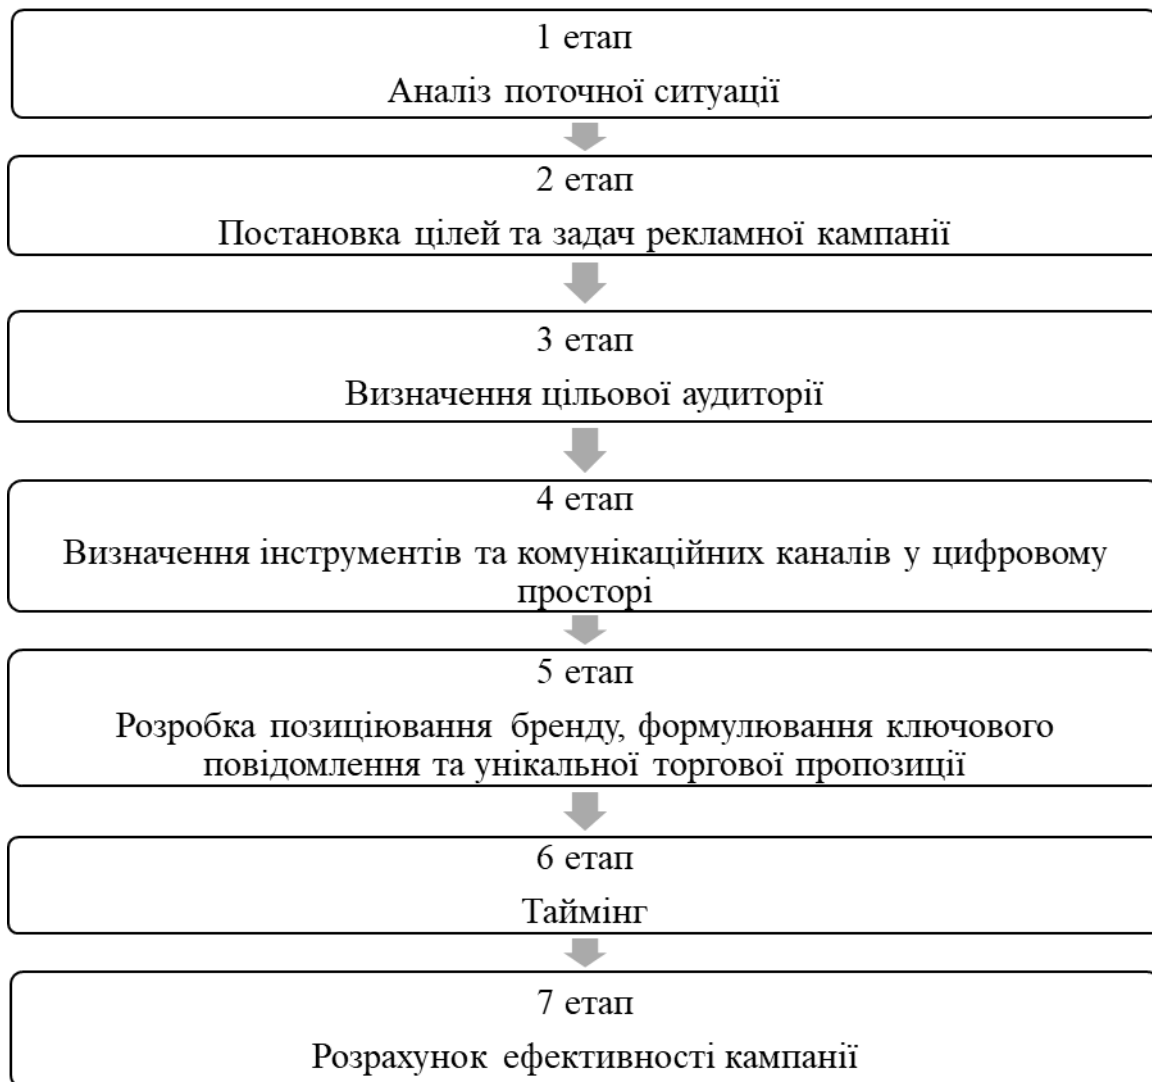 1 етап
Аналіз поточної ситуації
2 етап
Постановка цілей та задач рекламної кампанії
3 етап
Визначення цільової аудиторії
4 етап
Визначення інструментів та комунікаційних каналів у цифровому
просторі
5 етап
Розробка позиціювання бренду, формулювання ключового
повідомлення та унікальної торгової пропозиції
6 етап
Таймінг
7 етап
Розрахунок ефективності кампанії